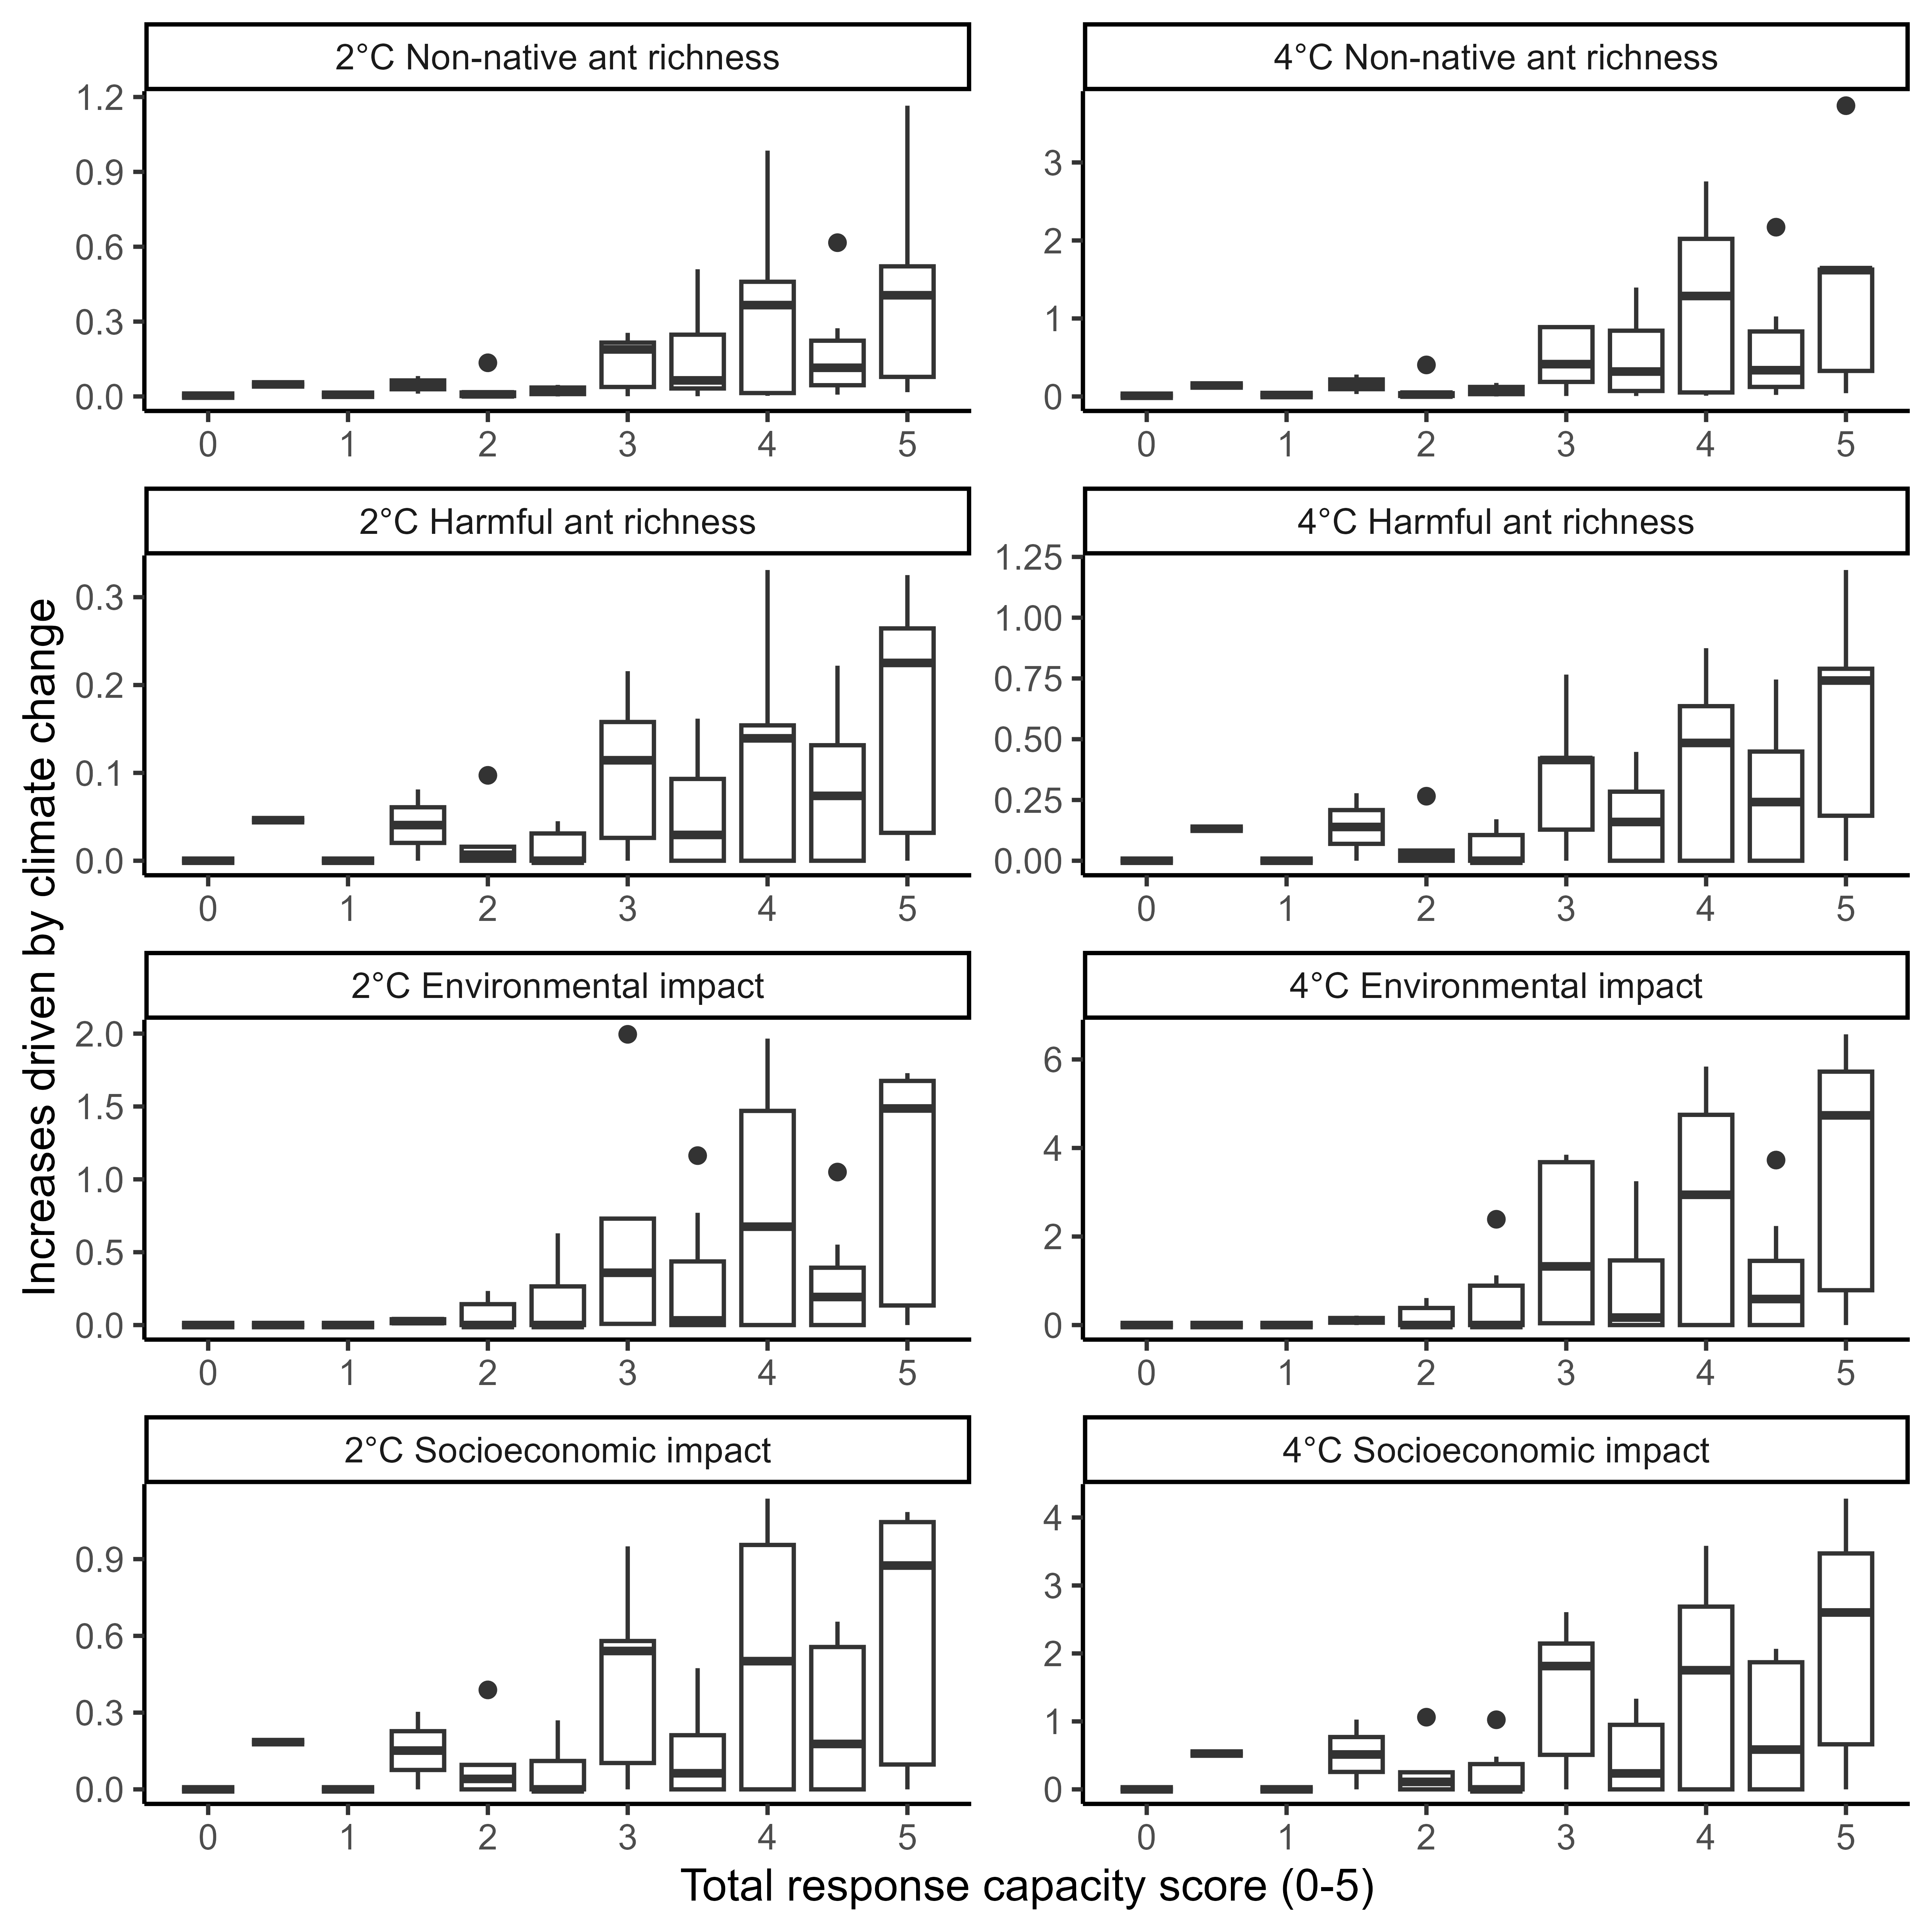 2°C Non-native ant richness
1.2
0.9
0.6
0.3
0.0
0 1 2 3 4 5
4°C Non-native ant richness
3
2
1
0
0 1 2 3 4 5
2°C Harmful ant richness
0.3
0.2
0.1
0.0
0 1 2 3 4 5
4°C Harmful ant richness
1.25
1.00
0.75
0.50
0.25
0.00
0 1 2 3 4 5
2°C Environmental impact
2.0
1.5
1.0
0.5
0.0
0 1 2 3 4 5
4°C Environmental impact
6
4
2
0
0 1 2 3 4 5
2°C Socioeconomic impact
0.9
0.6
0.3
0.0
0 1 2 3 4 5
4°C Socioeconomic impact
4
3
2
1
0
0 1 2 3 4 5
Increases driven by climate change
Total response capacity score (0-5)